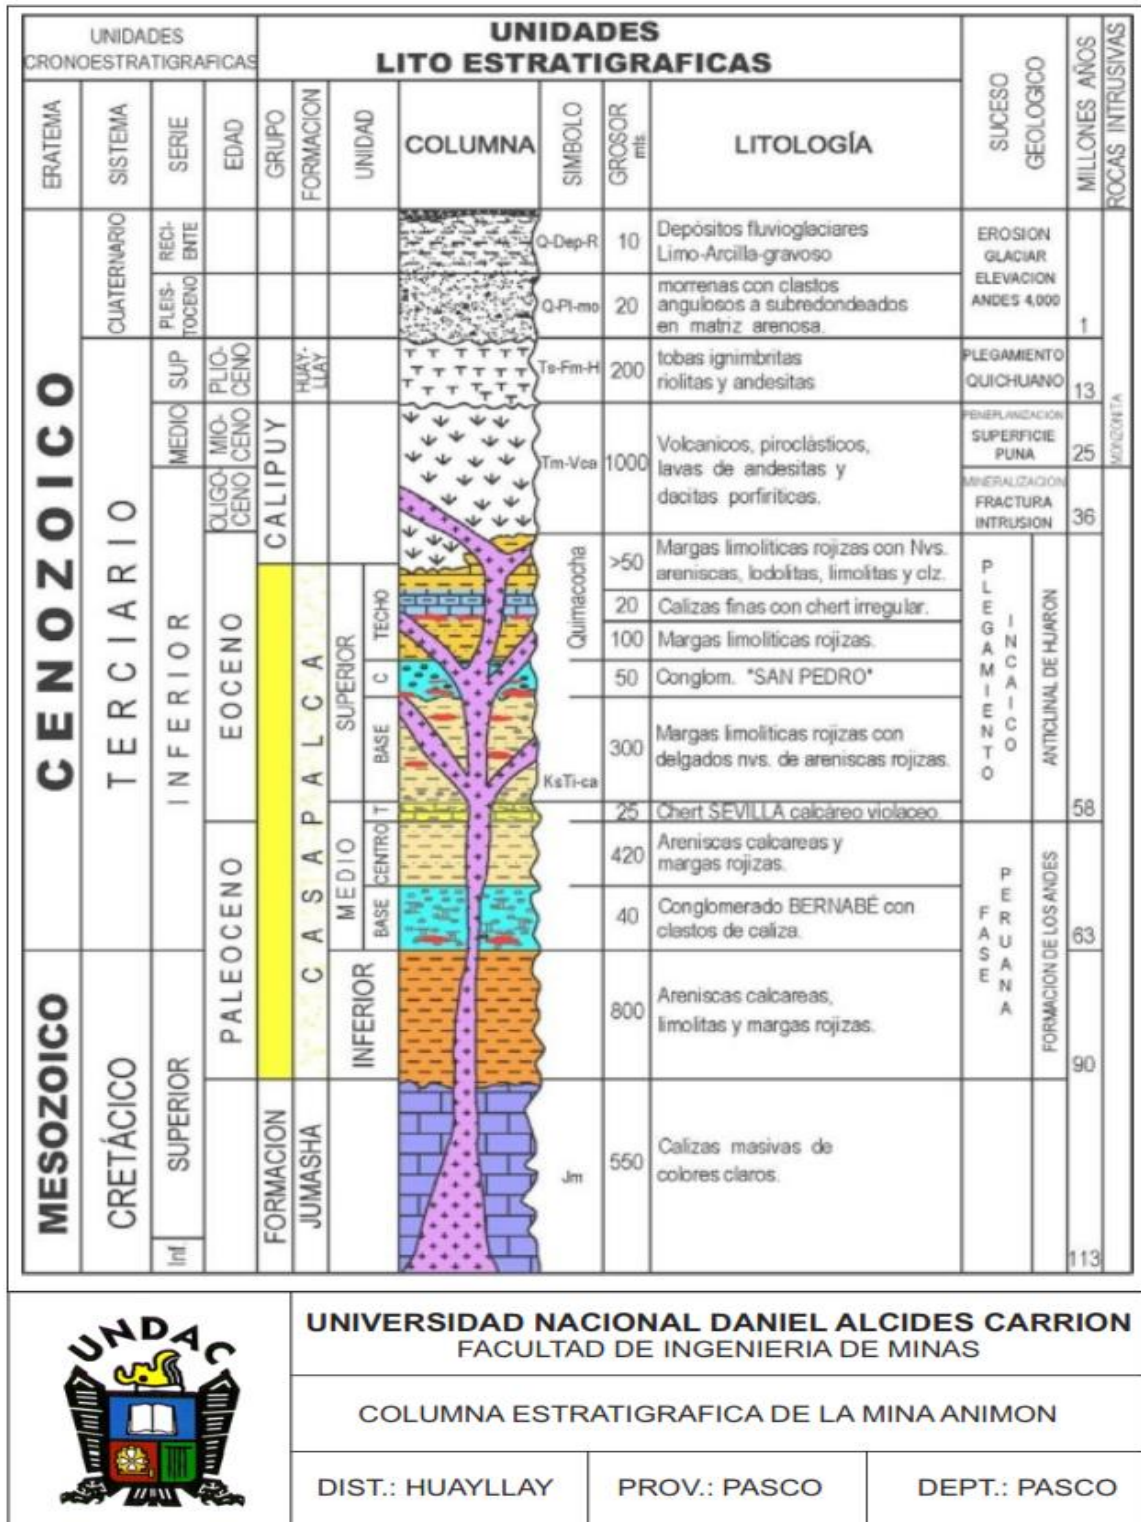 UNIDADES
CRONOESTRATIGRAFICAS
UNIDADES
LITO ESTRATIGRAFICAS
ERATEMA
SISTEMA
SERIE
EDAD
GRUPO
FORMACION
UNIDAD
COLUMNA
SIMBOLO
GROSOR
mts.
LITOLOGÍA
SUCESO
GEOLOGICO
MILLONES AÑOS
ROCAS INTRUSIVAS
CENOZOICO
MESOZOICO
CUATERNARIO
TERCIARIO
CRETÁCICO
RECI-
ENTE
PLEIS-
TOCENO
SUP
MEDIO
INFERIOR
SUPERIOR
Inf.
PLIO-
CENO
MIO-
CENO
OLIGO-
CENO
EOCENO
PALEOCENO
CALIPUY
FORMACION
HUAY-
LLAY
CASAPALCA
JUMASHA
SUPERIOR
TECHO
C
BASE
MEDIO
T
CENTRO
BASE
INFERIOR
Q-Dep-R
10
Depósitos fluvioglaciares
Limo-Arcilla-gravoso
Q-Pl-mo
20
morrenas con clastos
angulosos a subredondeados
en matriz arenosa.
Ts-Fm-H
200
tobas ignimbritas
riolitas y andesitas
Tm-Vca
1000
Volcanicos, piroclásticos,
lavas de andesitas y
dacitas porfiríticas.
Quimacocha
>50
Margas limolíticas rojizas con Nvs.
areniscas, lodolitas, limolitas y clz.
20
Calizas finas con chert irregular.
100
Margas limolíticas rojizas.
50
Conglom. "SAN PEDRO"
300
Margas limolíticas rojizas con
delgados nvs. de areniscas rojizas.
KsTi-ca
25
Chert SEVILLA calcáreo violaceo.
420
Areniscas calcareas y
margas rojizas.
40
Conglomerado BERNABÉ con
clastos de caliza.
800
Areniscas calcareas,
limolitas y margas rojizas.
Jm
550
Calizas masivas de
colores claros.
EROSION
GLACIAR
ELEVACION
ANDES 4,000
1
PLEGAMIENTO
QUICHUANO
13
PENEPLANIZACION
SUPERFICIE
PUNA
25
MONZONITA
MINERALIZACION
FRACTURA
INTRUSION
36
PLEGAMIENTO
INCAICO
ANTICLINAL DE HUARON
58
FASE
PERUANA
FORMACION DE LOS ANDES
63
90
113
UNDAC
UNIVERSIDAD NACIONAL DANIEL ALCIDES CARRION
FACULTAD DE INGENIERIA DE MINAS
COLUMNA ESTRATIGRAFICA DE LA MINA ANIMON
DIST.: HUAYLLAY
PROV.: PASCO
DEPT.: PASCO